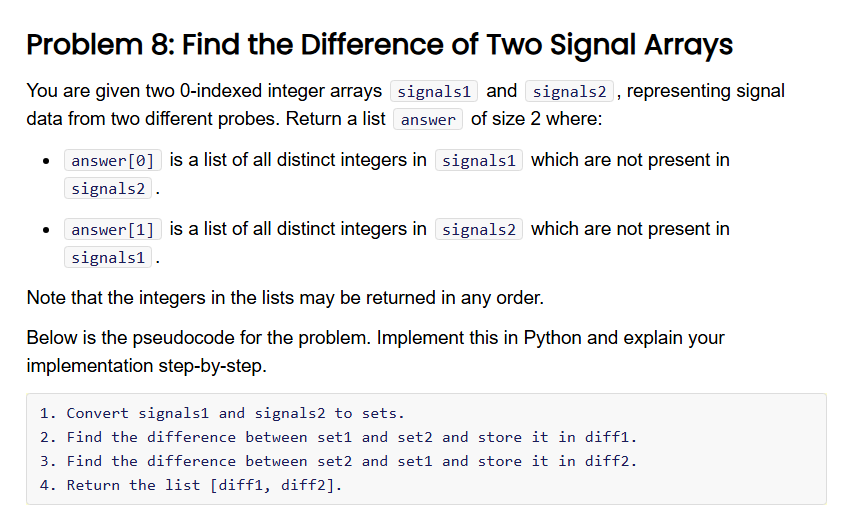 Problem 8: Find the Difference of Two Signal Arrays
You are given two 0-indexed integer arrays signals1 and signals2 , representing signal
data from two different probes. Return a list answer of size 2 where:
• answer[0] is a list of all distinct integers in signals1 which are not present in
signals2 .
• answer[1] is a list of all distinct integers in signals2 which are not present in
signals1 .
Note that the integers in the lists may be returned in any order.
Below is the pseudocode for the problem. Implement this in Python and explain your
implementation step-by-step.
1. Convert signals1 and signals2 to sets.
2. Find the difference between set1 and set2 and store it in diff1.
3. Find the difference between set2 and set1 and store it in diff2.
4. Return the list [diff1, diff2].